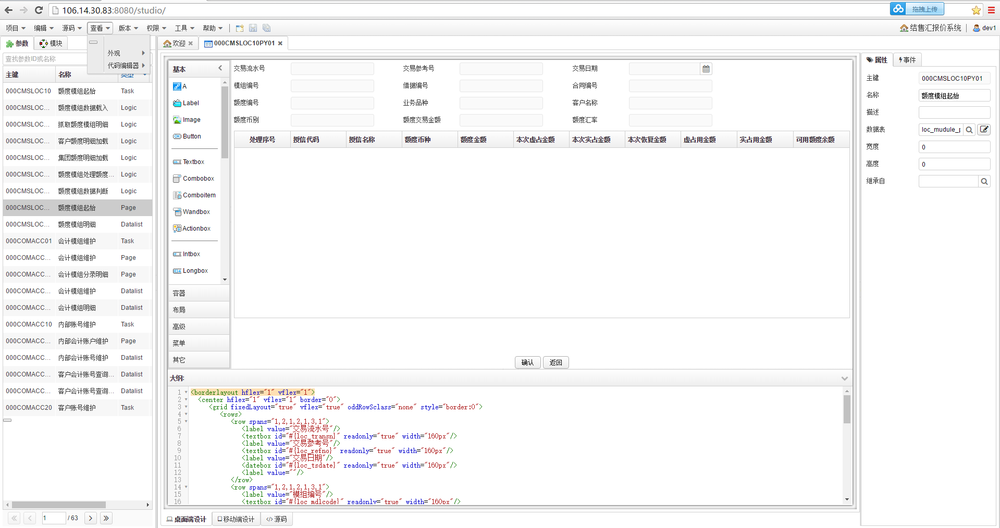 106.14.30.83:8080/studio/
拖拽上传
项目 编辑 源码 查看 版本 权限 工具 帮助
结售汇报价系统 dev1
参数 模块
欢迎 000CMSLOC10PY01
外观
代码编辑器
查找参数ID或名称
主键 名称 类型
000CMSLOC10 额度模组起始 Task
000CMSLOC... 额度模组数据载入 Logic
000CMSLOC... 抓取额度模组明细 Logic
000CMSLOC... 客户额度明细加载 Logic
000CMSLOC... 集团额度明细加载 Logic
000CMSLOC... 额度模组处理额度... Logic
000CMSLOC... 额度模组数据判断 Logic
000CMSLOC... 额度模组起始 Page
000CMSLOC... 额度模组明细 Datalist
000COMACC01 会计模组维护 Task
000COMACC... 会计模组维护 Page
000COMACC... 会计模组分录明细 Page
000COMACC... 会计模组维护 Datalist
000COMACC... 会计模组明细 Datalist
000COMACC10 内部账号维护 Task
000COMACC... 内部会计账户维护 Page
000COMACC... 内部会计账号维护 Datalist
000COMACC... 客户会计账号查询... Datalist
000COMACC... 客户会计账号查询... Datalist
000COMACC20 客户账号维护 Task
1 / 63
基本
A
Label
Image
Button
Textbox
Combobox
Comboitem
Wandbox
Actionbox
Intbox
Longbox
容器
布局
高级
菜单
其它
交易流水号 交易参考号 交易日期
模组编号 借据编号 合同编号
额度编号 业务品种 客户名称
额度币别 额度交易金额 额度汇率
处理序号 授信代码 授信名称 额度币种 额度金额 本次虚占金额 本次实占金额 本次恢复金额 虚占用金额 实占用金额 可用额度余额
确认 返回
大纲:
1 <borderlayout hflex="1" vflex="1">
2 <center hflex="1" vflex="1" border="0">
3 <grid fixedLayout="true" vflex="true" oddRowSclass="none" style="border:0">
4 <rows>
5 <row spans="1,2,1,2,1,3,1">
6 <label value="交易流水号"/>
7 <textbox id="#{loc_transn}" readonly="true" width="160px"/>
8 <label value="交易参考号"/>
9 <textbox id="#{loc_refno}" readonly="true" width="160px"/>
10 <label value="交易日期"/>
11 <datebox id="#{loc_tsdate}" readonly="true" width="160px"/>
12 <label value=""/>
13 </row>
14 <row spans="1,2,1,2,1,3,1">
15 <label value="模组编号"/>
16 <textbox id="#{loc_mdlcode}" readonly="true" width="160px"/>
桌面端设计 移动端设计 </> 源码
属性 事件
主键 000CMSLOC10PY01
名称 额度模组起始
描述
数据表 loc_mudule_p
宽度 0
高度 0
继承自